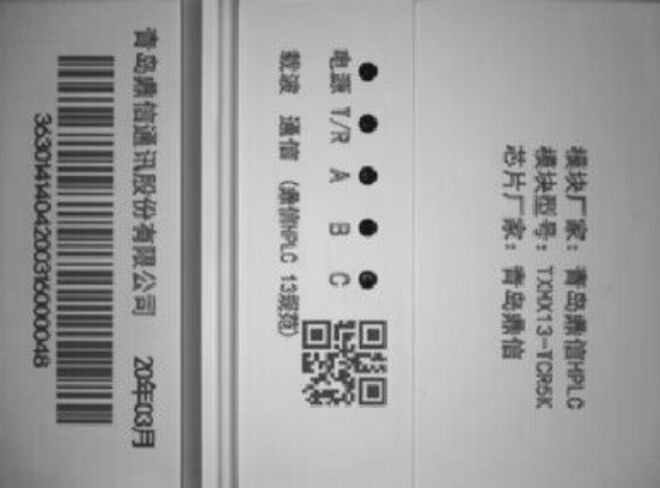 模块厂家：青岛鼎信HPLC
模块型号：
芯片厂家：青岛鼎信
电源 T/R A B C
载波 通信 (鼎信HPLC 13规范)
青岛鼎信通讯股份有限公司 20年03月
3630141404200316000048